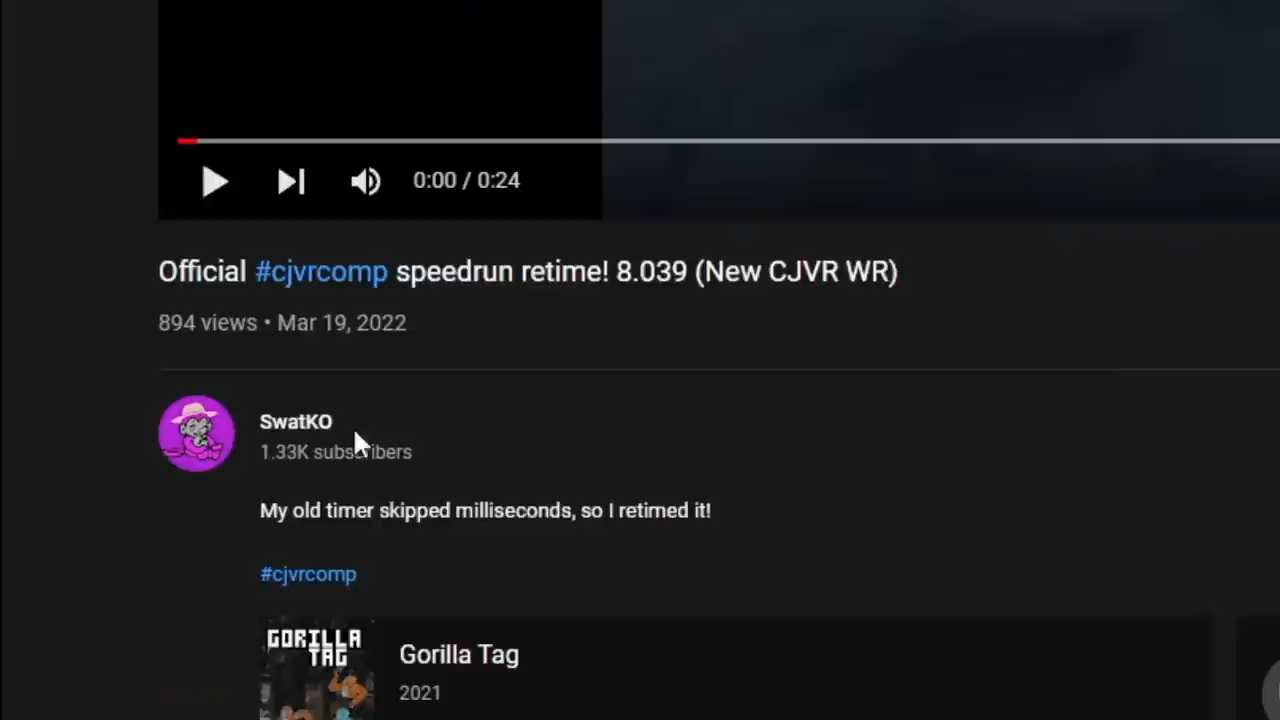 0:00 / 0:24
Official #cjvrcomp speedrun retime! 8.039 (New CJVR WR)
894 views • Mar 19, 2022
SwatKO
1.33K subscribers
My old timer skipped milliseconds, so I retimed it!
#cjvrcomp
GORILLA
TAG
Gorilla Tag
2021